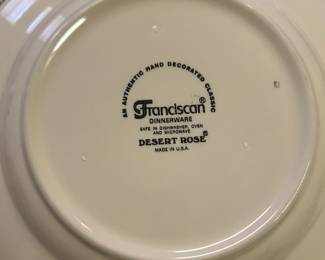 AN AUTHENTIC HAND DECORATED CLASSIC
Franciscan®
DINNERWARE
SAFE IN DISHWASHER, OVEN
AND MICROWAVE
DESERT ROSE®
MADE IN U.S.A.